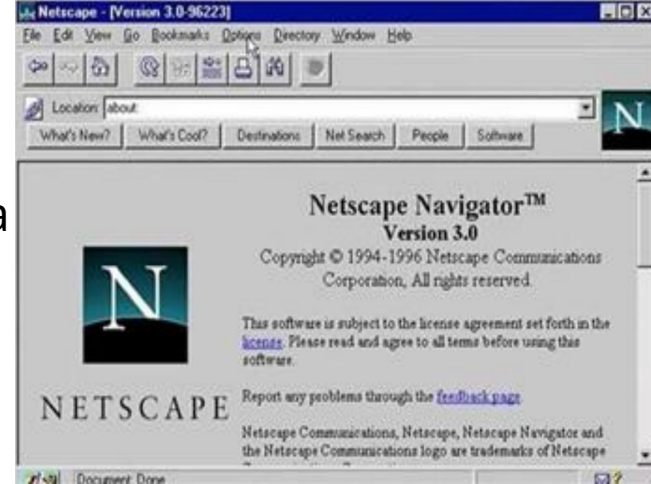 Netscape - [Version 3.0-96223]
File Edit View Go Bookmarks Options Directory Window Help
Location: about:
What's New? What's Cool? Destinations Net Search People Software
a
N
N
NETSCAPE
Netscape Navigator™
Version 3.0
Copyright © 1994-1996 Netscape Communications
Corporation, All rights reserved.
This software is subject to the license agreement set forth in the
license. Please read and agree to all terms before using this
software.
Report any problems through the feedback page.
Netscape Communications, Netscape, Netscape Navigator and
the Netscape Communications logo are trademarks of Netscape
Document: Done